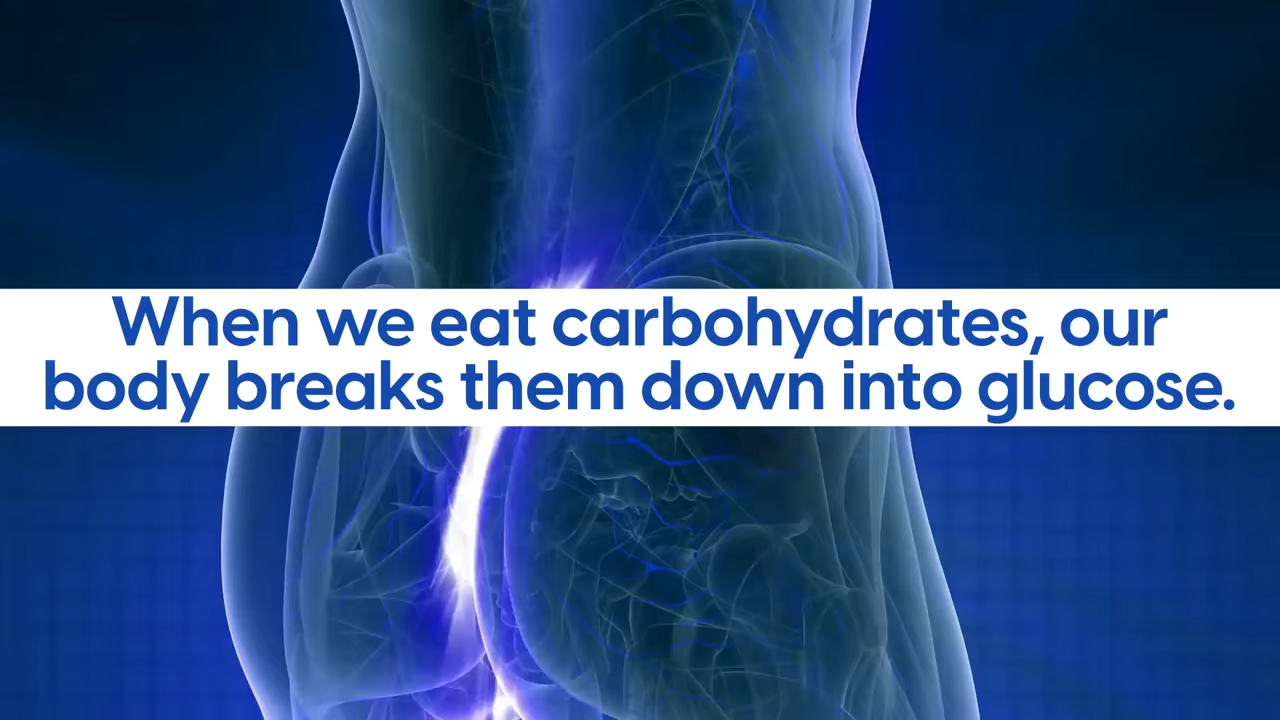 When we eat carbohydrates, our
body breaks them down into glucose.